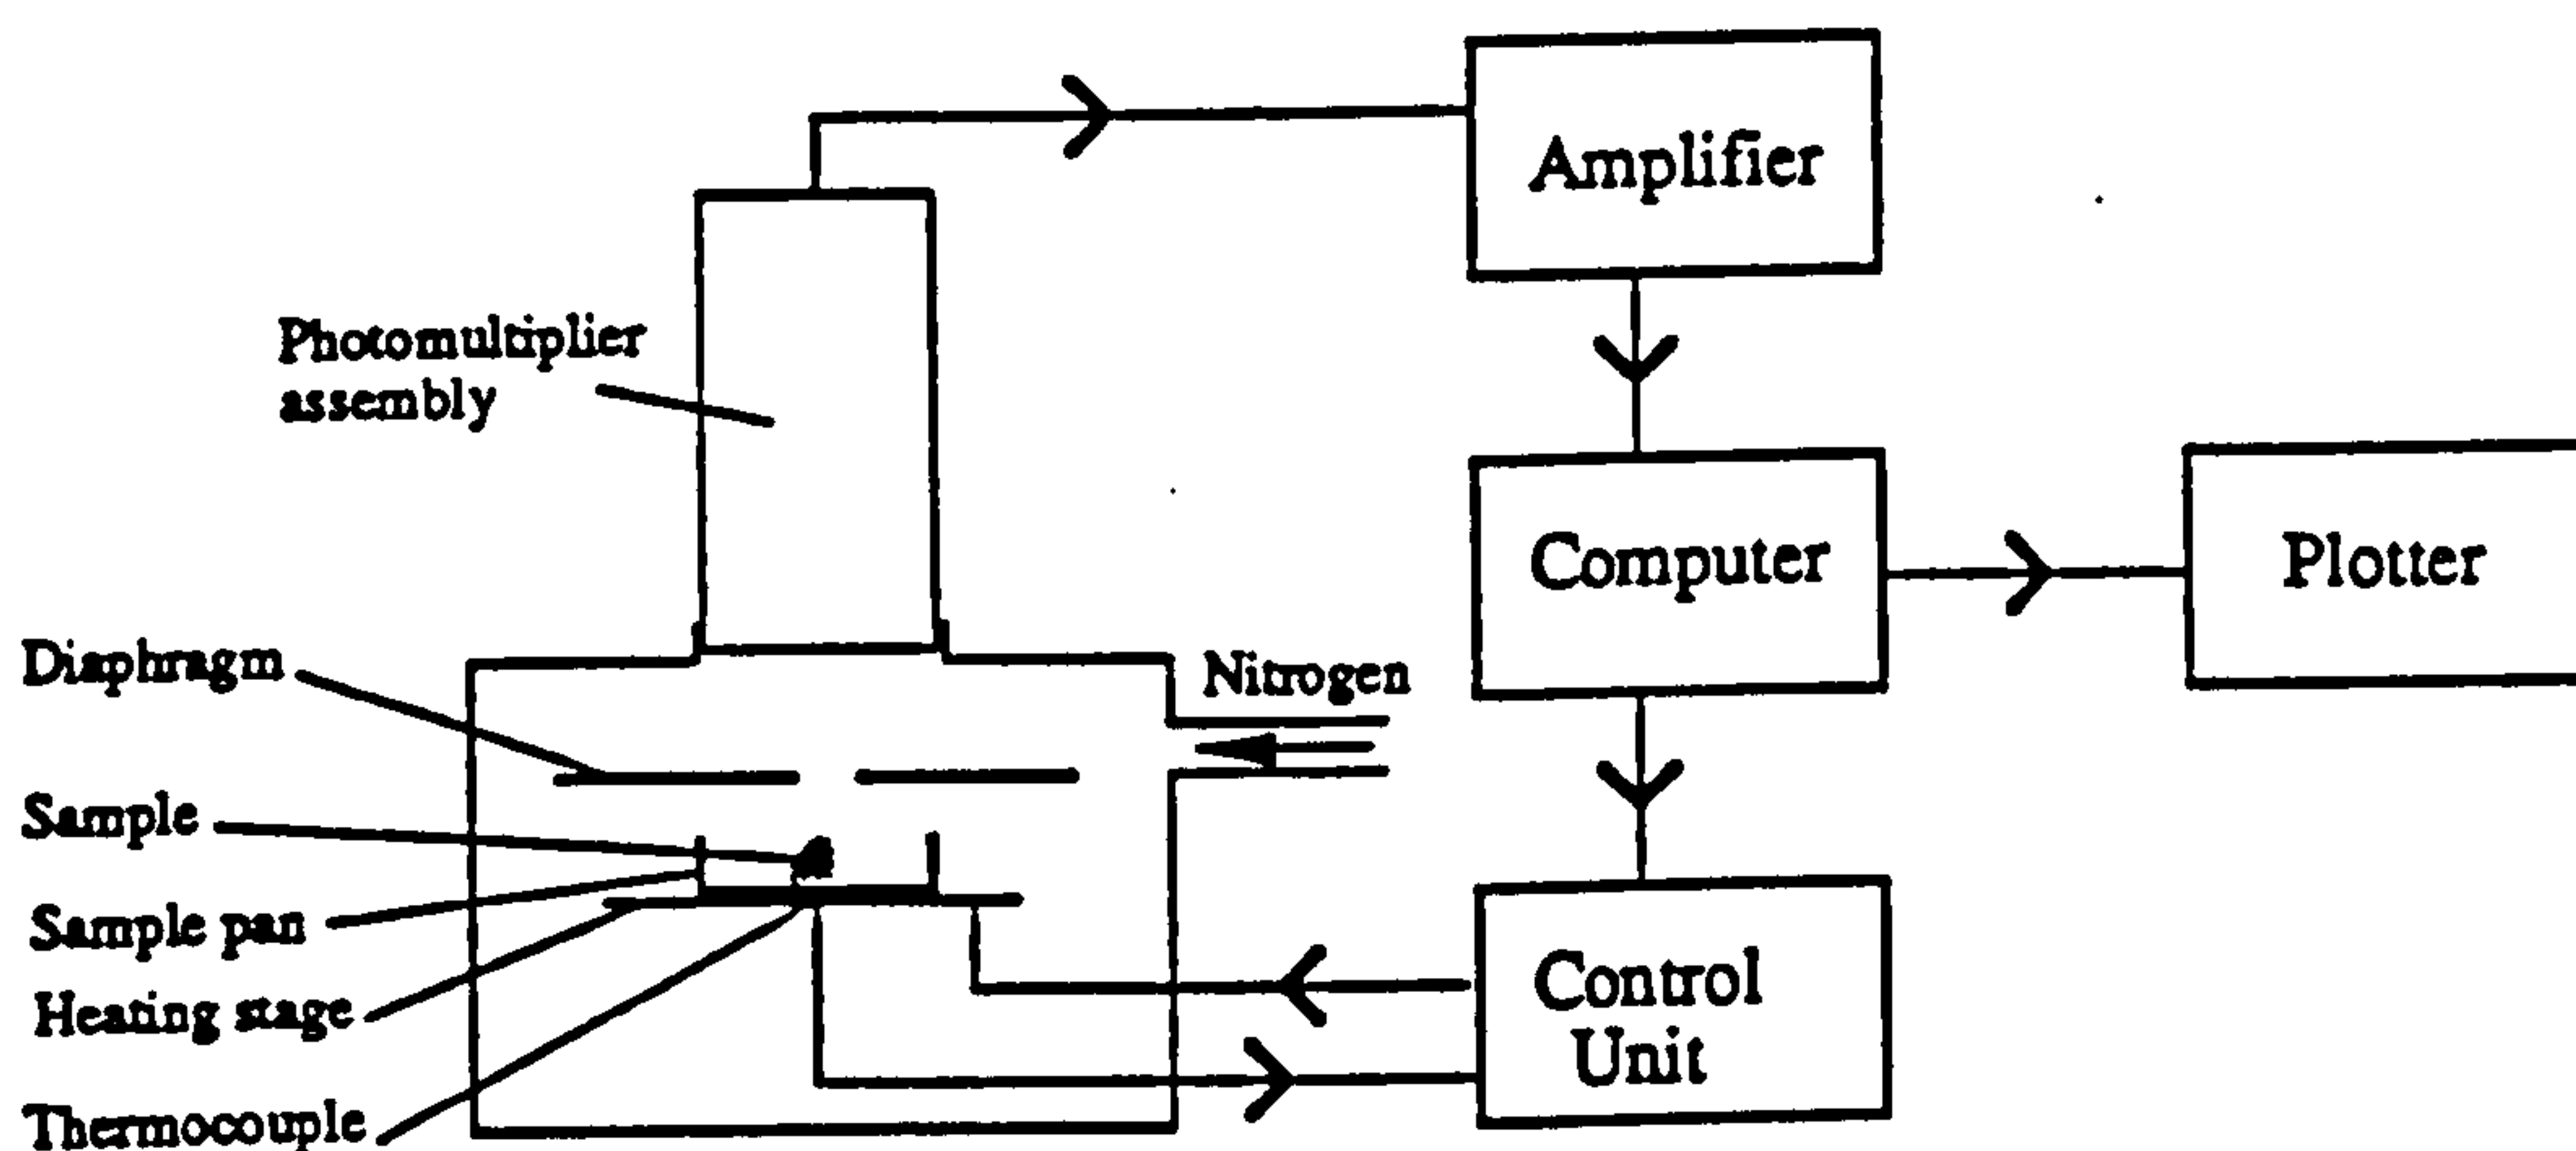 Amplifier
Photomultiplier
assembly
Computer
Plotter
Diaphragm
Nitrogen
Sample
Sample pan
Heating stage
Control
Unit
Thermocouple